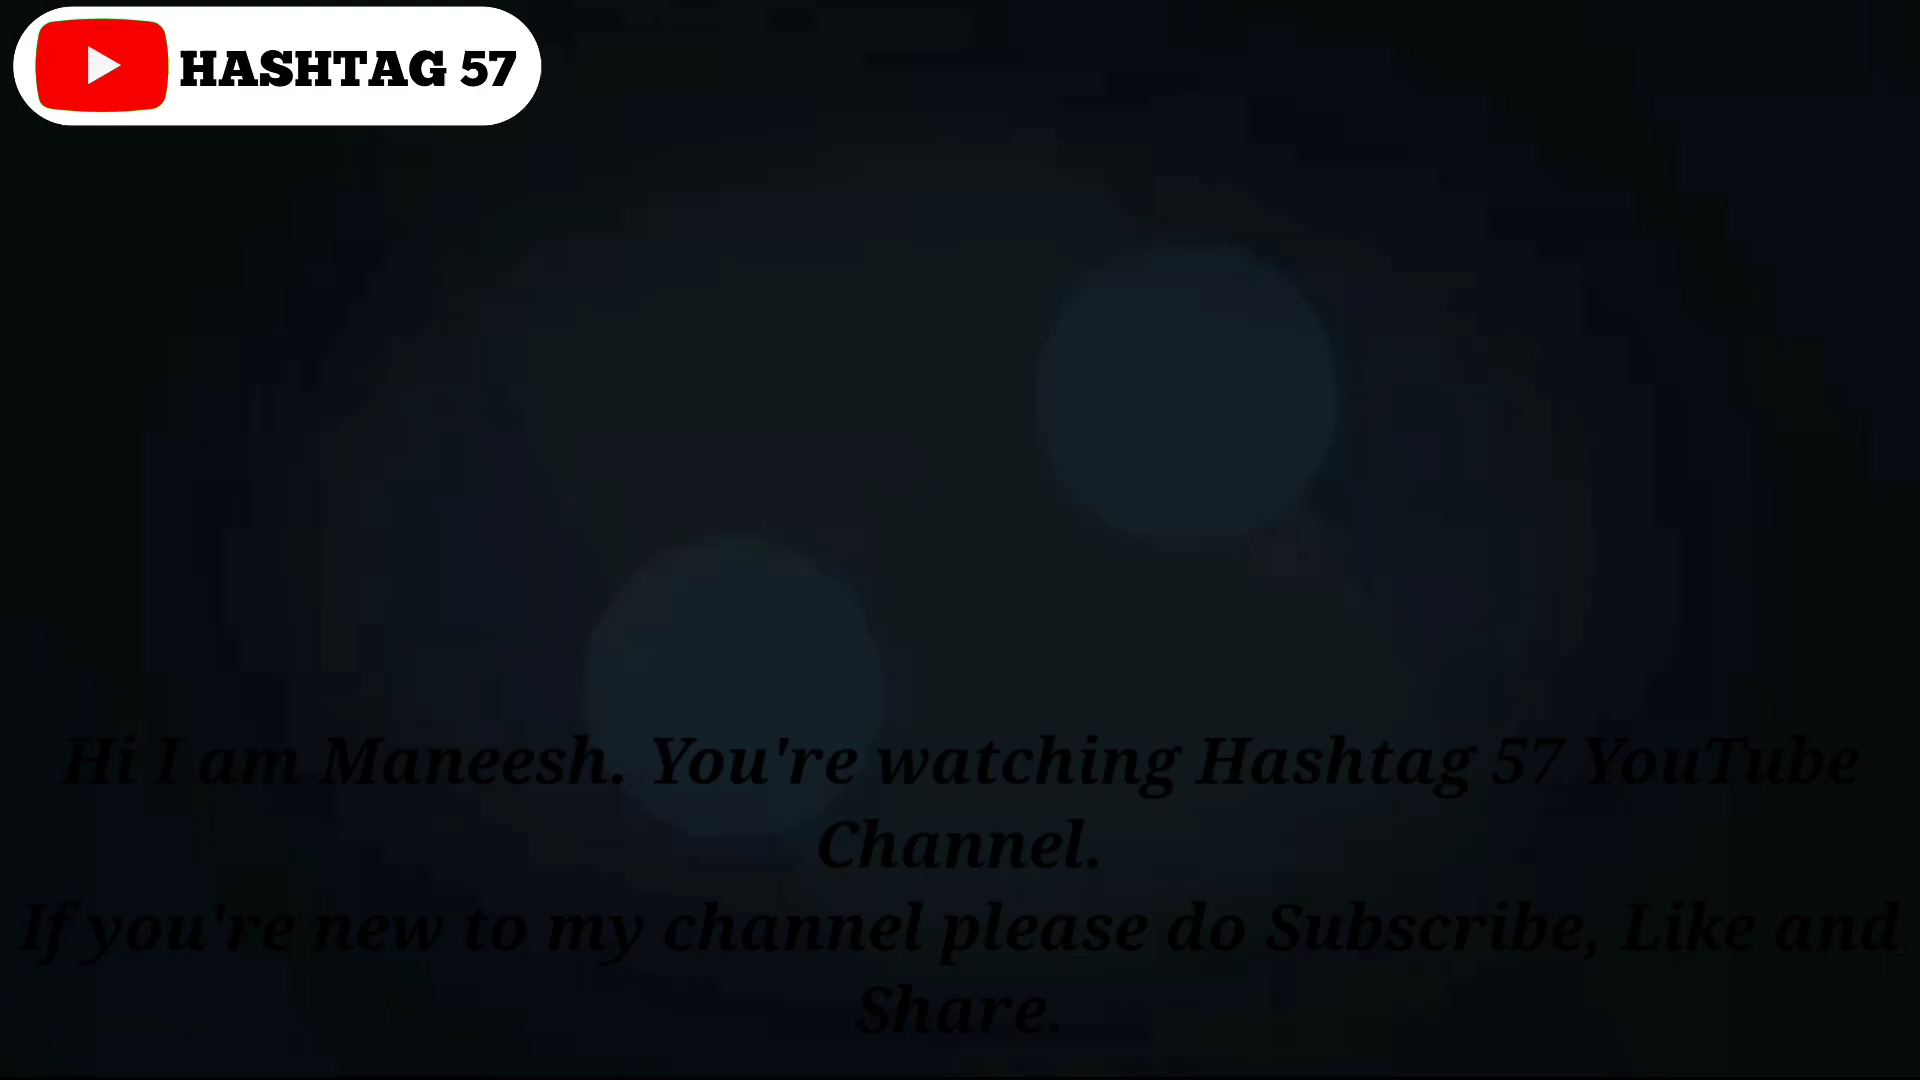 HASHTAG 57
Hi I am Maneesh. You're watching Hashtag 57 YouTube
Channel.
If you're new to my channel please do Subscribe, Like and
Share.